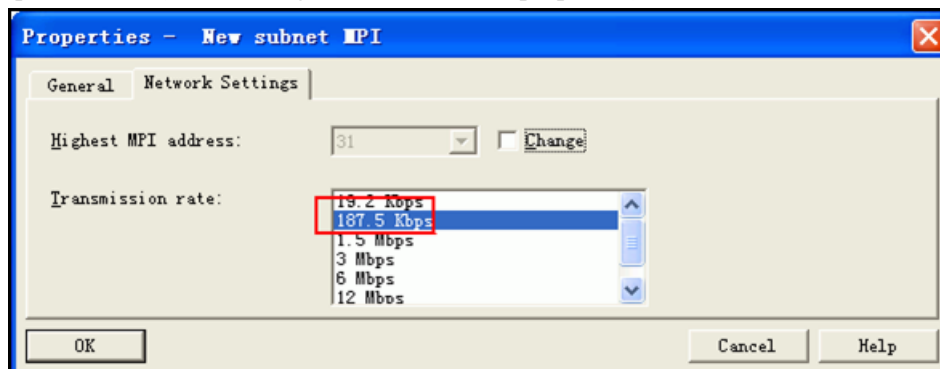 Properties - New subnet MPI
General Network Settings
Highest MPI address: 31 Change
Transmission rate:
19.2 Kbps
187.5 Kbps
1.5 Mbps
3 Mbps
6 Mbps
12 Mbps
OK Cancel Help